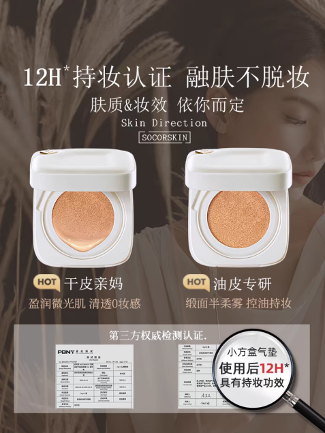 12H*持妆认证 融肤不脱妆
肤质&妆效 依你而定
Skin Direction
SOCORSKIN
HOT 干皮亲妈
HOT 油皮专研
盈润微光肌 清透0妆感
缎面半柔雾 控油持妆
第三方权威检测认证.
PONY
小方盒气垫
使用后12H*
具有持妆功效